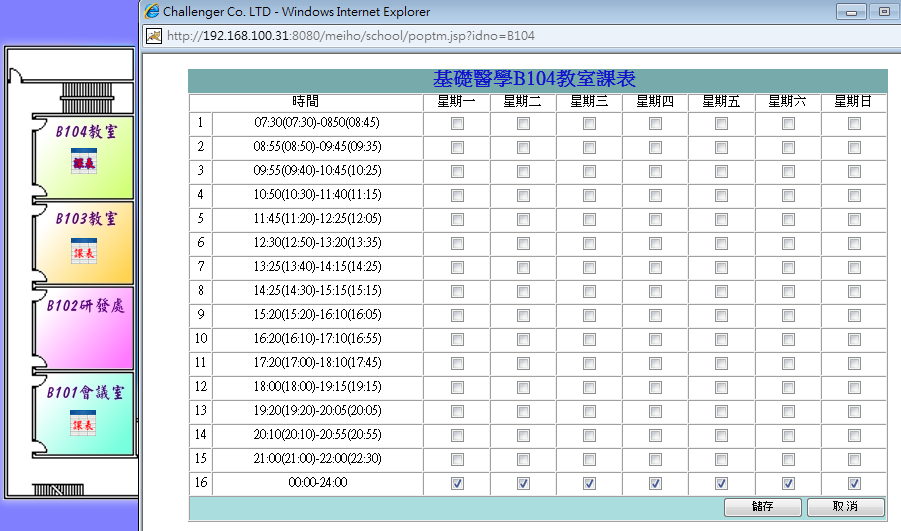 Challenger Co. LTD - Windows Internet Explorer
http://192.168.100.31:8080/meiho/school/poptm.jsp?idno=B104
B104教室
課表
B103教室
課表
B102研發處
B101會議室
課表
基礎醫學B104教室課表
時間 星期一 星期二 星期三 星期四 星期五 星期六 星期日
1 07:30(07:30)-0850(08:45)
2 08:55(08:50)-09:45(09:35)
3 09:55(09:40)-10:45(10:25)
4 10:50(10:30)-11:40(11:15)
5 11:45(11:20)-12:25(12:05)
6 12:30(12:50)-13:20(13:35)
7 13:25(13:40)-14:15(14:25)
8 14:25(14:30)-15:15(15:15)
9 15:20(15:20)-16:10(16:05)
10 16:20(16:10)-17:10(16:55)
11 17:20(17:00)-18:10(17:45)
12 18:00(18:00)-19:15(19:15)
13 19:20(19:20)-20:05(20:05)
14 20:10(20:10)-20:55(20:55)
15 21:00(21:00)-22:00(22:30)
16 00:00-24:00
儲存 取消